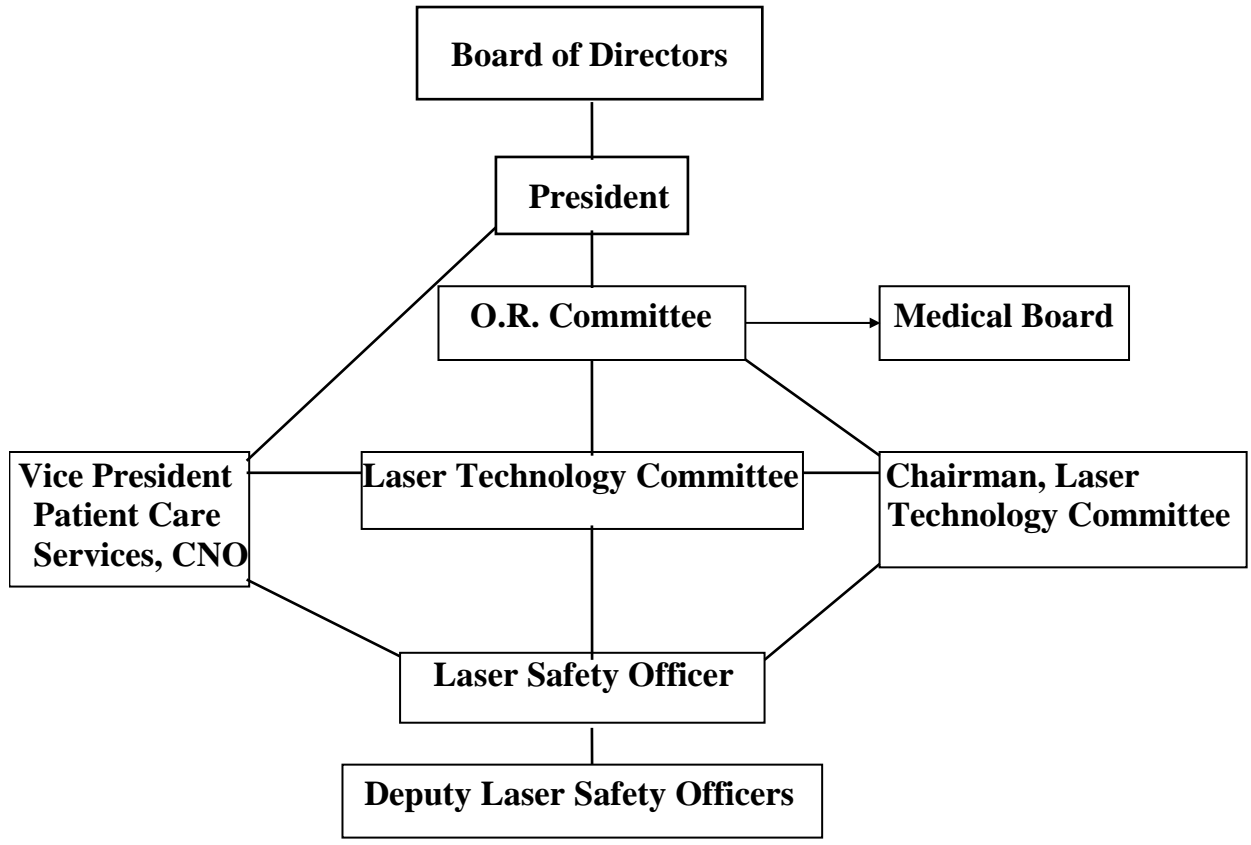 Board of Directors
President
O.R. Committee
Medical Board
Vice President
Patient Care
Services, CNO
Laser Technology Committee
Chairman, Laser
Technology Committee
Laser Safety Officer
Deputy Laser Safety Officers